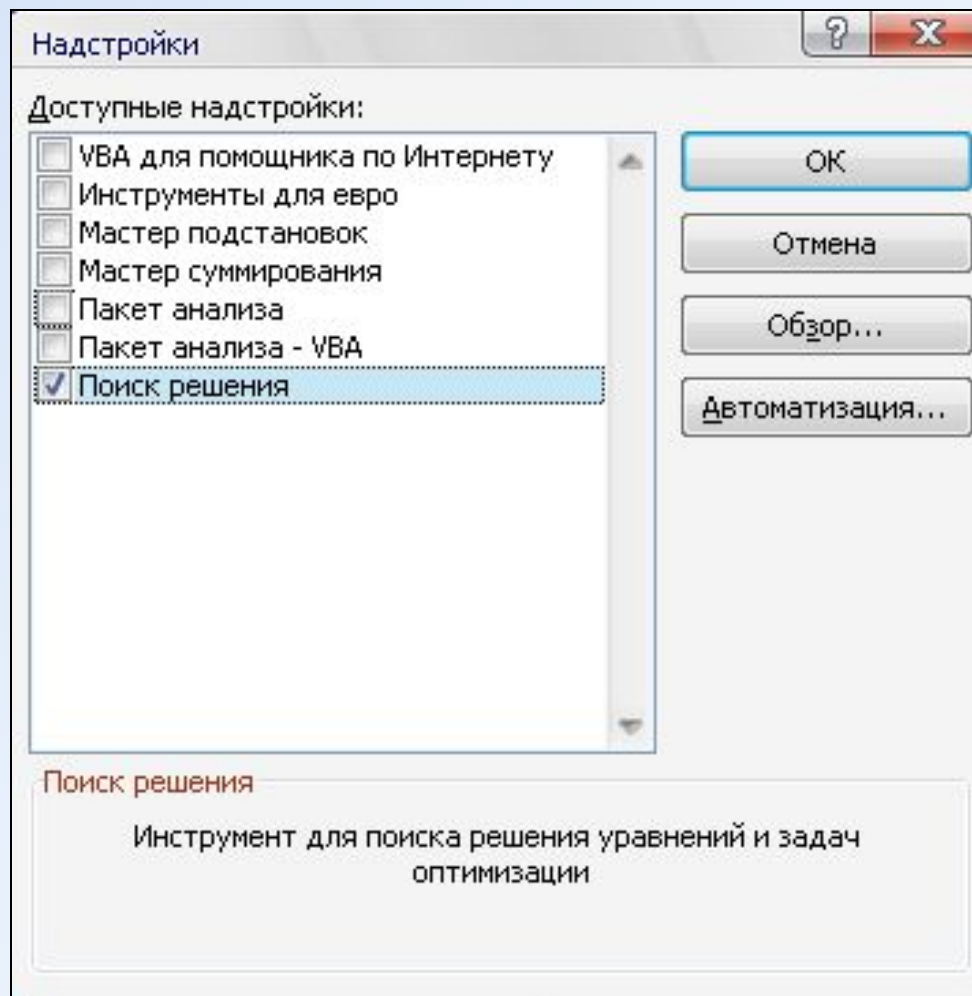 Надстройки
Доступные надстройки:
VBA для помощника по Интернету
Инструменты для евро
Мастер подстановок
Мастер суммирования
Пакет анализа
Пакет анализа - VBA
Поиск решения
ОК
Отмена
Обзор...
Автоматизация...
Поиск решения
Инструмент для поиска решения уравнений и задач
оптимизации